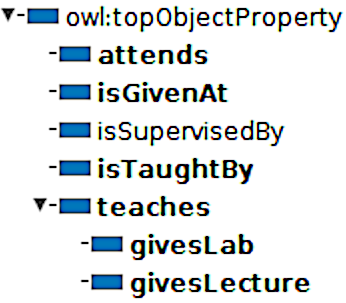 owl:topObjectProperty
attends
isGivenAt
isSupervisedBy
isTaughtBy
teaches
givesLab
givesLecture